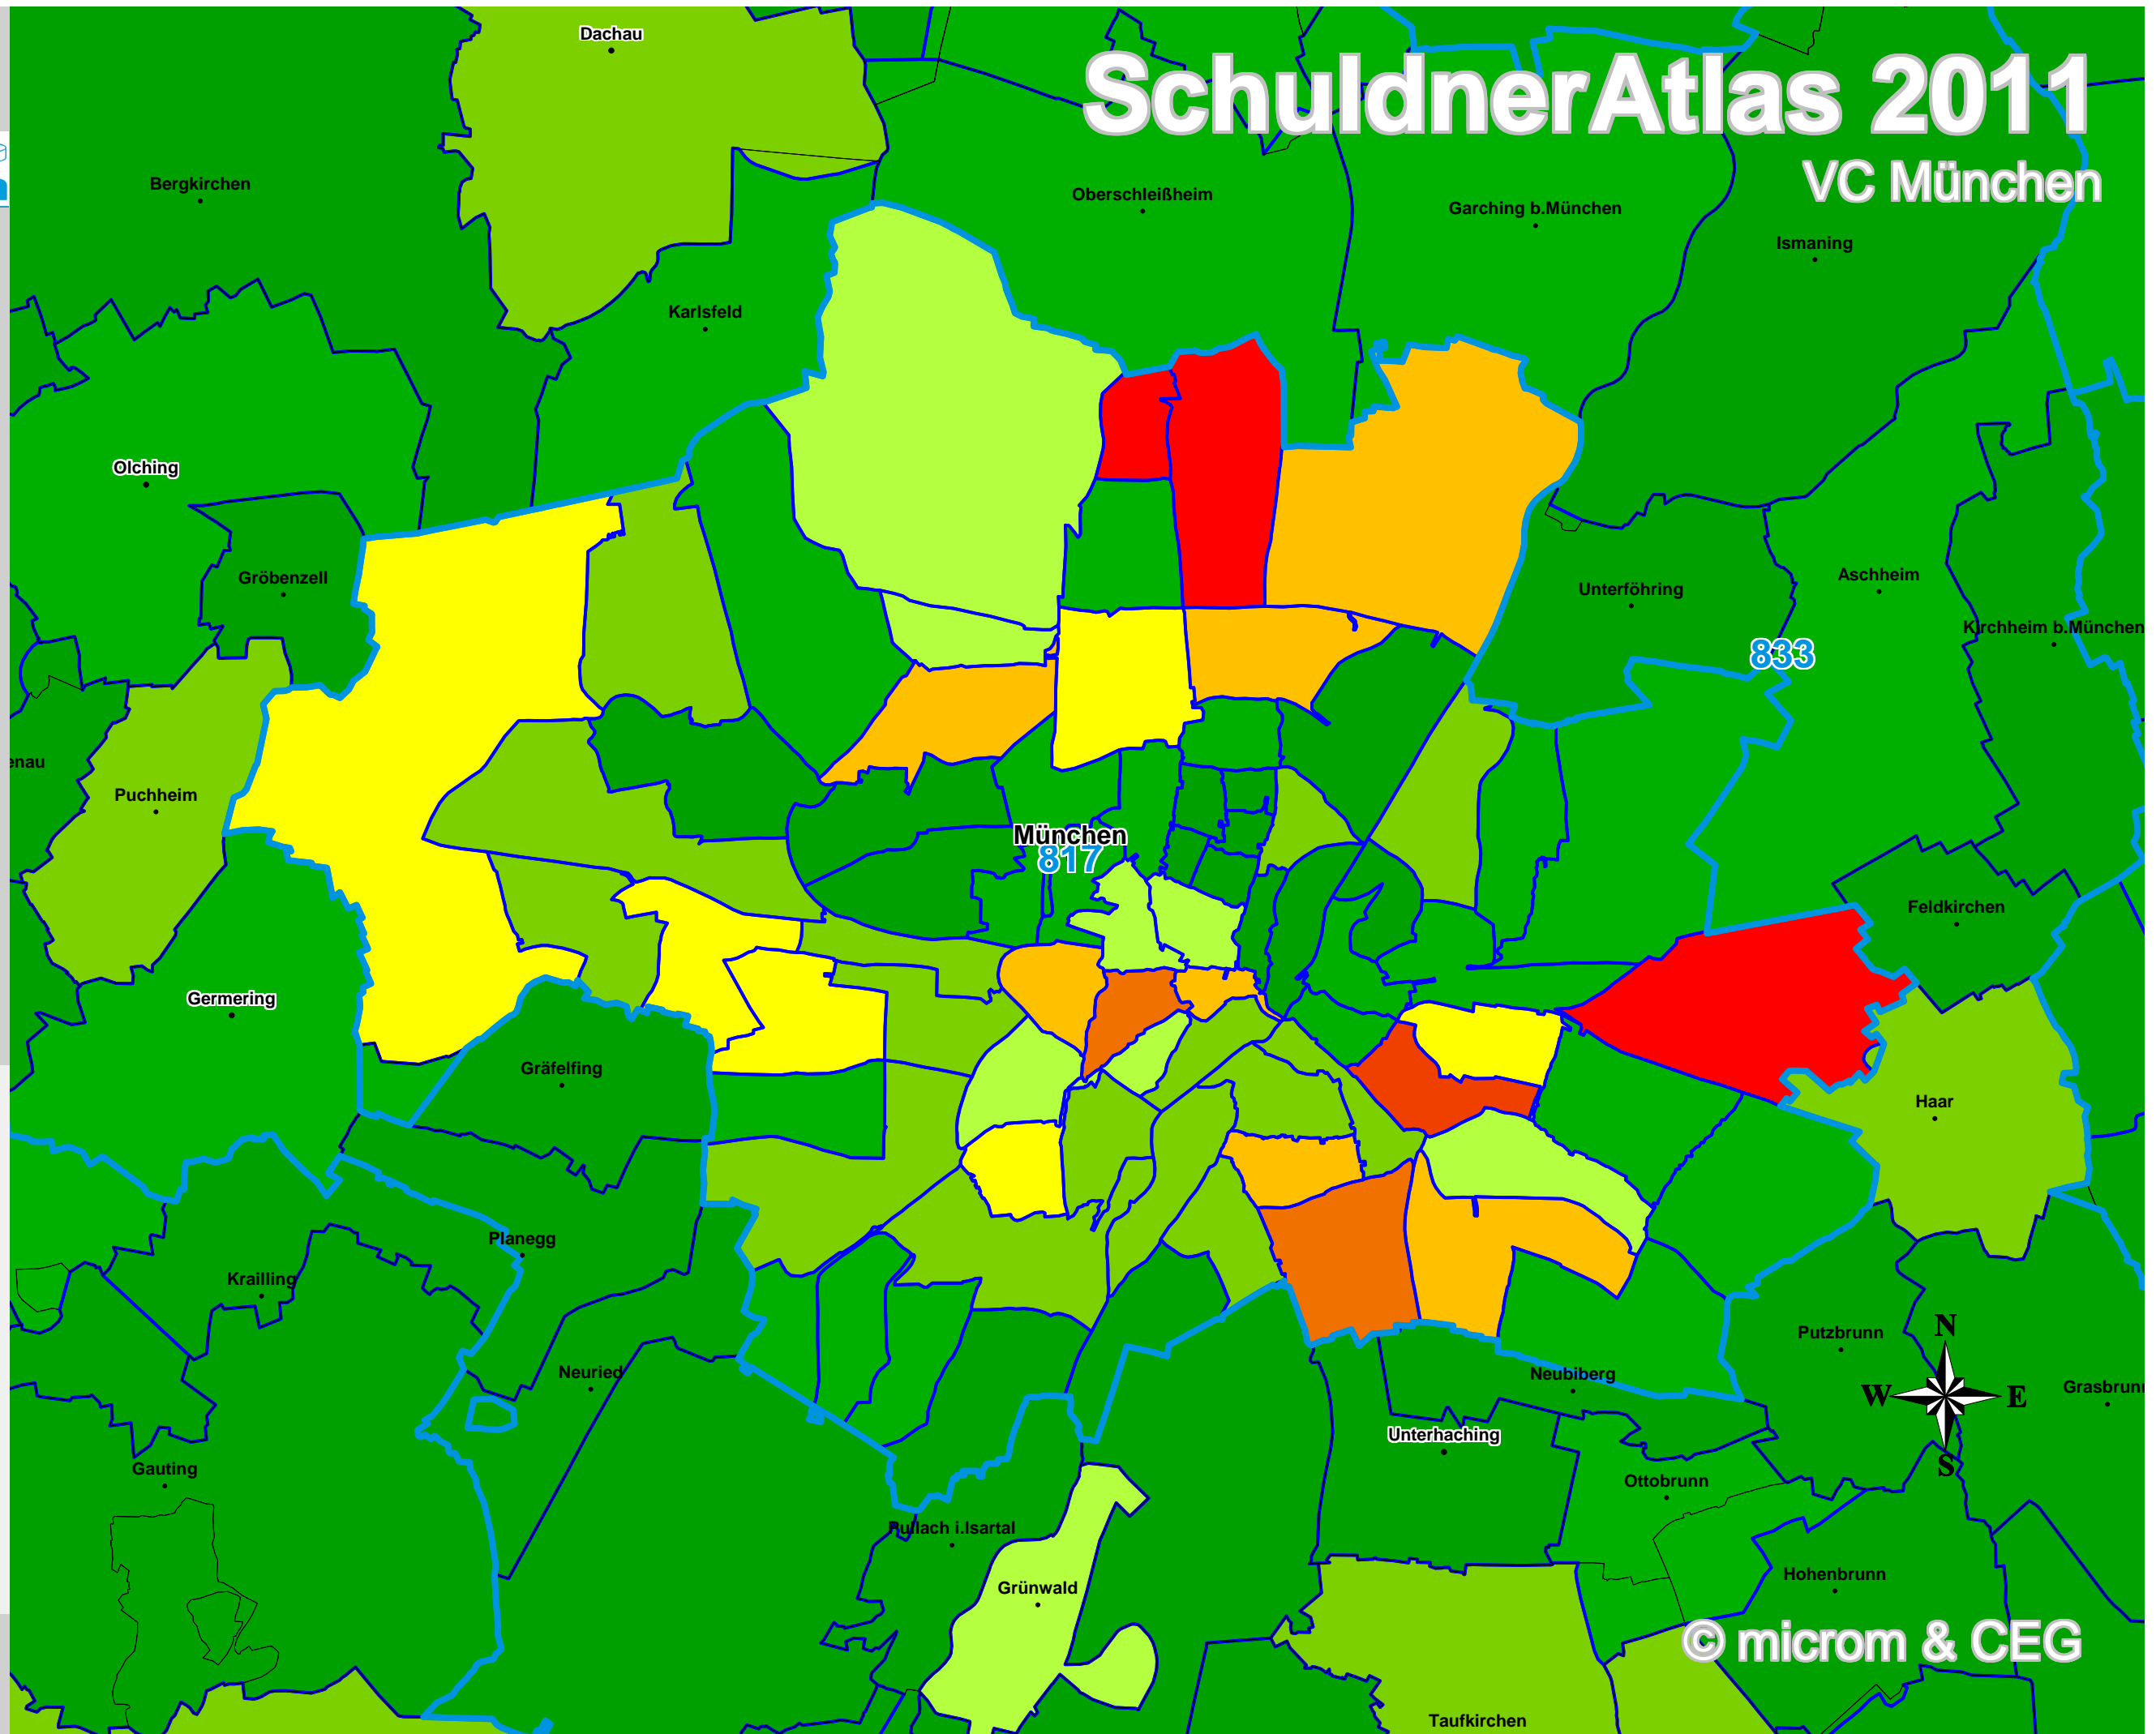 Dachau
SchuldnerAtlas 2011
VC München
Bergkirchen
Oberschleißheim
Garching b.München
Ismaning
Karlsfeld
Olching
Gröbenzell
Unterföhring
Aschheim
Kirchheim b.München
833
enau
Puchheim
München
817
Feldkirchen
Germering
Gräfelfing
Haar
Planegg
Krailling
N
Putzbrunn
Neuried
Neubiberg
W
E
Grasbrun
Unterhaching
S
Gauting
Ottobrunn
Pullach i.Isartal
Grünwald
Hohenbrunn
© microm & CEG
Taufkirchen